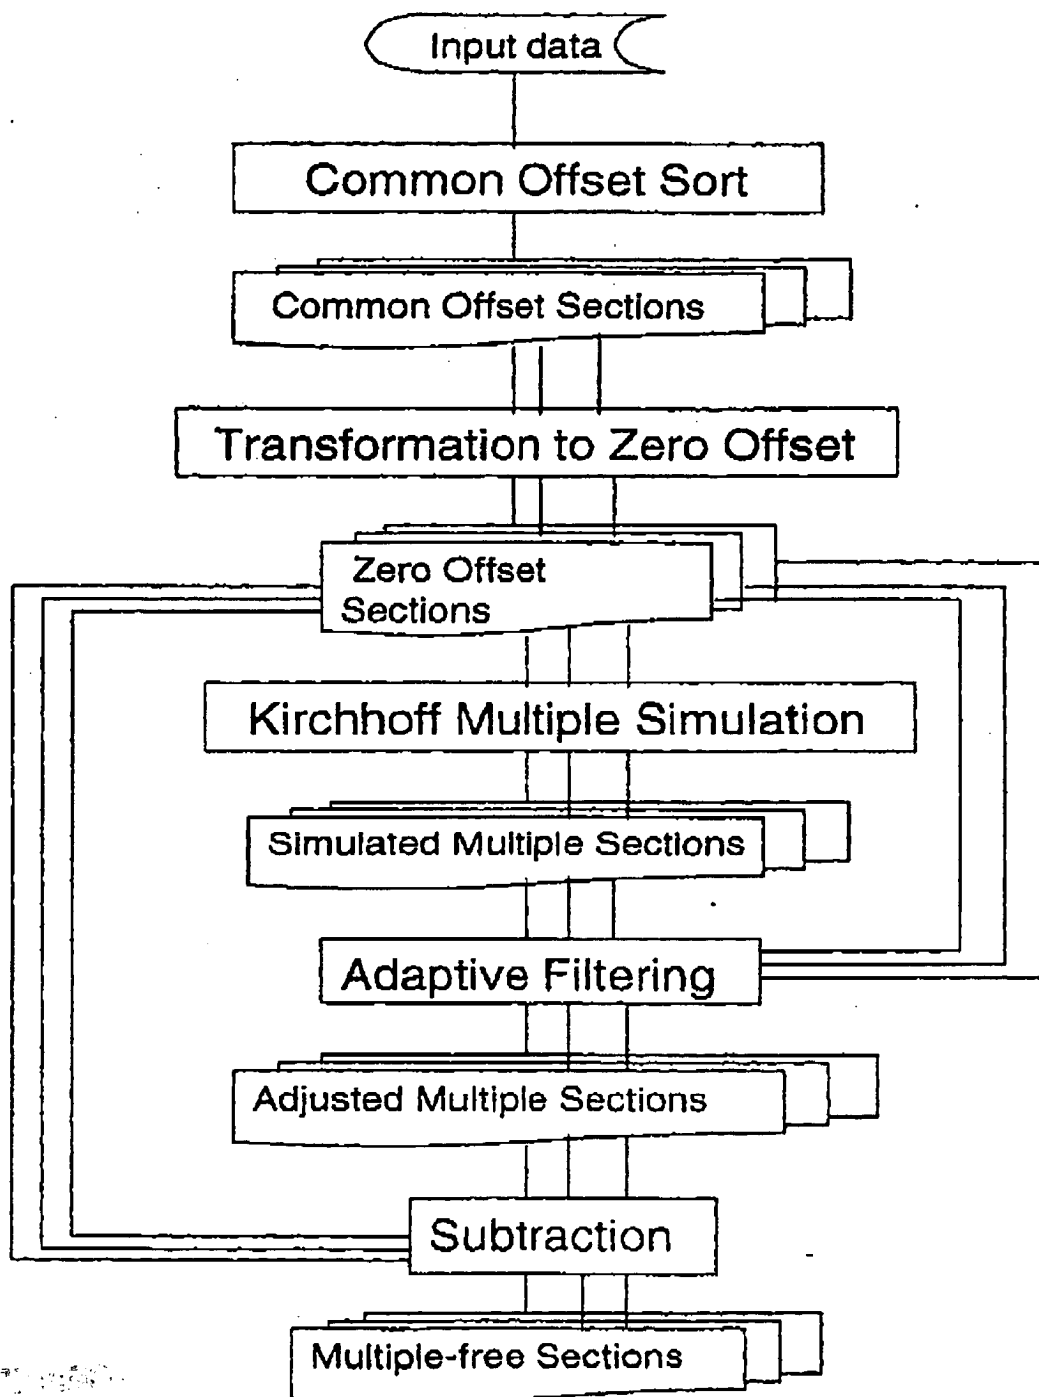 Input data
Common Offset Sort
Common Offset Sections
Transformation to Zero Offset
Zero Offset
Sections
Kirchhoff Multiple Simulation
Simulated Multiple Sections
Adaptive Filtering
Adjusted Multiple Sections
Subtraction
Multiple-free Sections